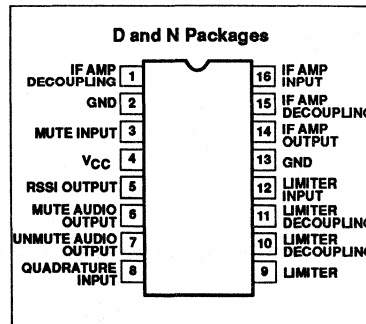 D and N Packages
IF AMP
DECOUPLING 1
GND 2
MUTE INPUT 3
VCC 4
RSSI OUTPUT 5
MUTE AUDIO
OUTPUT 6
UNMUTE AUDIO
OUTPUT 7
QUADRATURE
INPUT 8
16 IF AMP
INPUT
15 IF AMP
DECOUPLING
14 IF AMP
OUTPUT
13 GND
12 LIMITER
INPUT
11 LIMITER
DECOUPLING
10 LIMITER
DECOUPLING
9 LIMITER